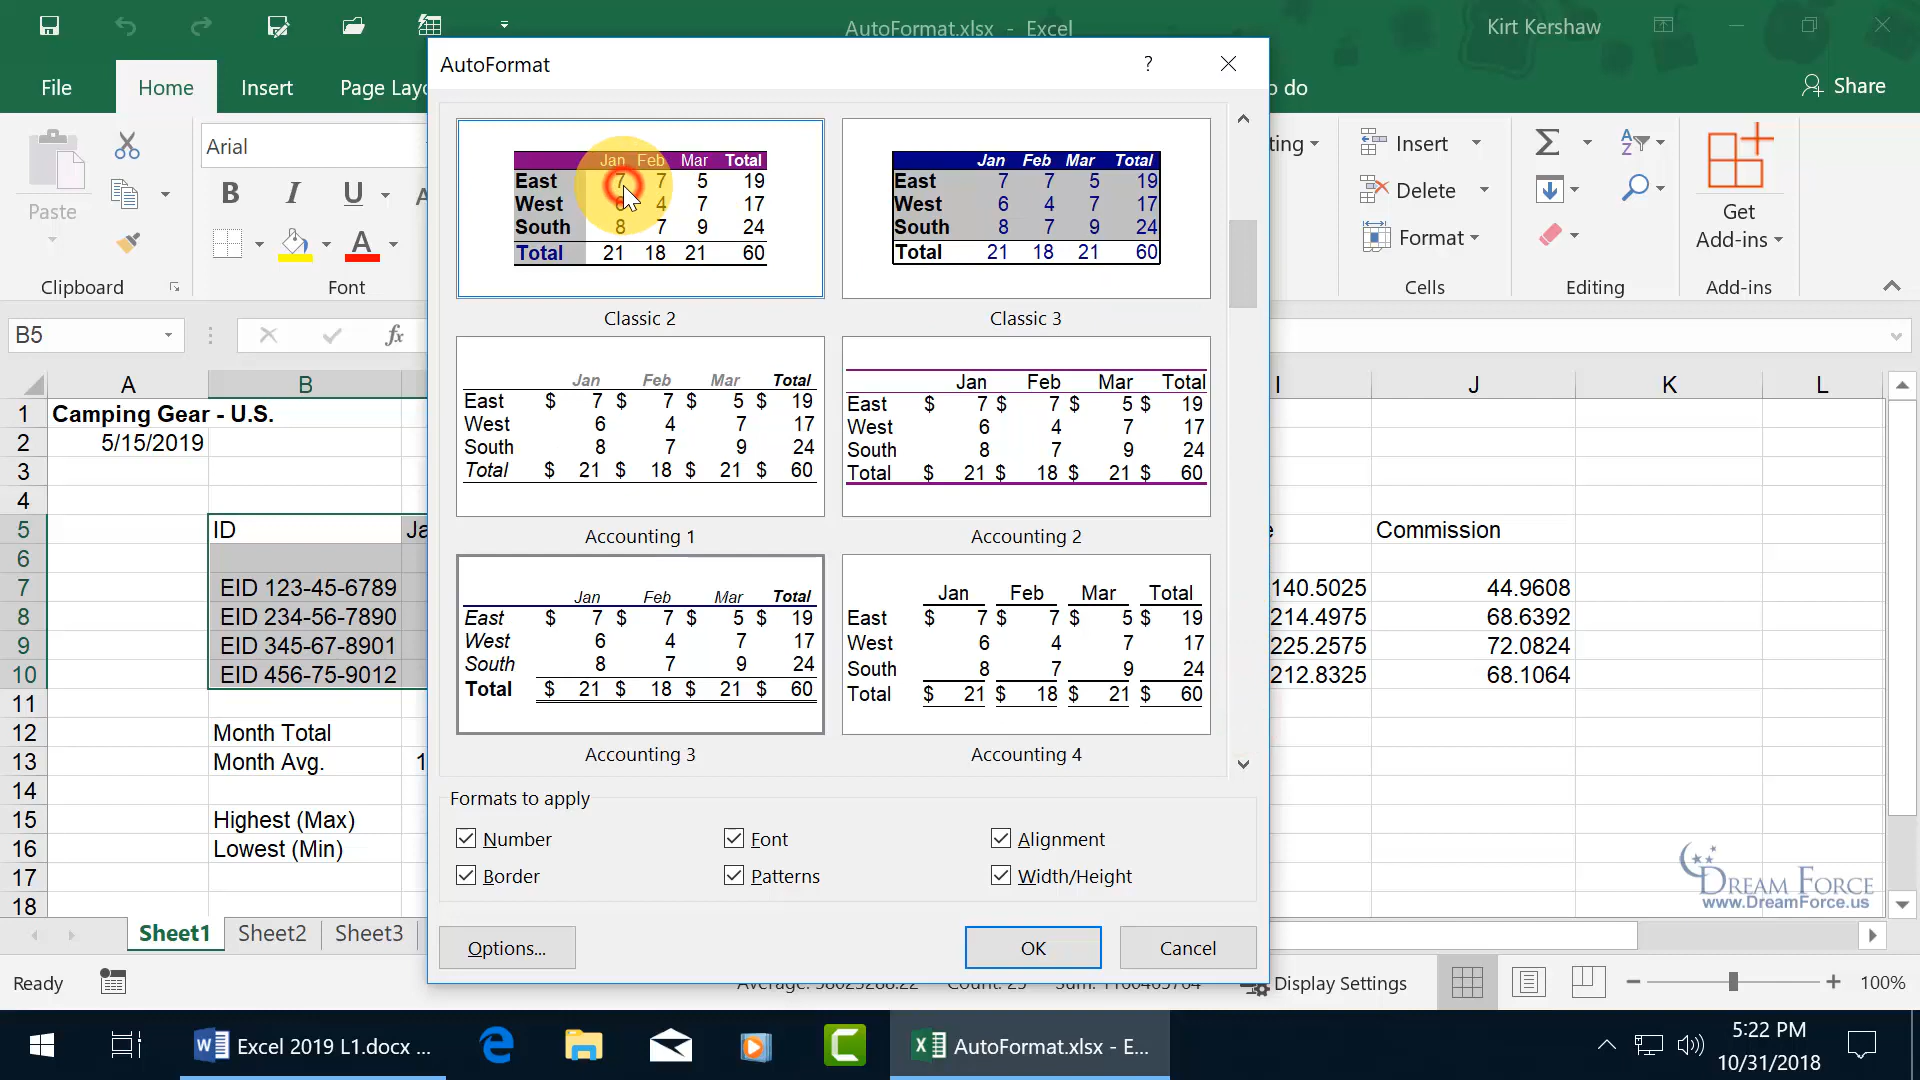 AutoFormat.xlsx - Excel
Kirt Kershaw
File
Home
Insert
Page Layo
o do
Share
AutoFormat
?
Paste
Clipboard
Arial
B I U A
Font
ting
Insert
Delete
Format
Cells
Editing
Get
Add-ins
Add-ins
B5
fx
Jan Feb Mar Total
East 7 7 5 19
West 6 4 7 17
South 8 7 9 24
Total 21 18 21 60
Classic 2
Jan Feb Mar Total
East 7 7 5 19
West 6 4 7 17
South 8 7 9 24
Total 21 18 21 60
Classic 3
Jan Feb Mar Total
East $ 7 $ 7 $ 5 $ 19
West 6 4 7 17
South 8 7 9 24
Total $ 21 $ 18 $ 21 $ 60
Accounting 1
Jan Feb Mar Total
East $ 7 $ 7 $ 5 $ 19
West 6 4 7 17
South 8 7 9 24
Total $ 21 $ 18 $ 21 $ 60
Accounting 2
Jan Feb Mar Total
East $ 7 $ 7 $ 5 $ 19
West 6 4 7 17
South 8 7 9 24
Total $ 21 $ 18 $ 21 $ 60
Accounting 3
Jan Feb Mar Total
East $ 7 $ 7 $ 5 $ 19
West 6 4 7 17
South 8 7 9 24
Total $ 21 $ 18 $ 21 $ 60
Accounting 4
Formats to apply
Number Font Alignment
Border Patterns Width/Height
Options...
OK
Cancel
A B I J K L
1 Camping Gear - U.S.
2 5/15/2019
3
4
5 ID Ja e Commission
6
7 EID 123-45-6789 140.5025 44.9608
8 EID 234-56-7890 214.4975 68.6392
9 EID 345-67-8901 225.2575 72.0824
10 EID 456-75-9012 212.8325 68.1064
11
12 Month Total
13 Month Avg. 1
14
15 Highest (Max)
16 Lowest (Min)
17
18
DREAM FORCE
www.DreamForce.us
Sheet1 Sheet2 Sheet3
Ready
Display Settings
100%
W Excel 2019 L1.docx ...
AutoFormat.xlsx - E...
5:22 PM
10/31/2018